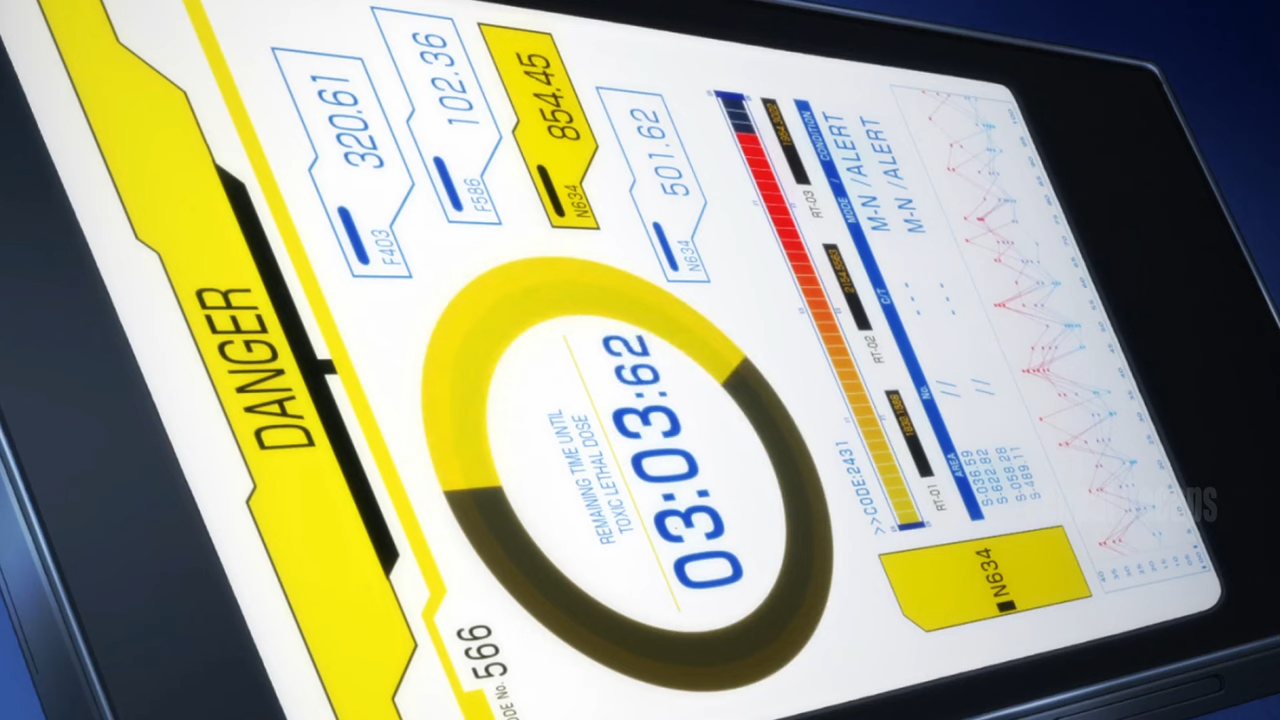 DANGER
320.61
F403
102.36
F586
854.45
N634
501.62
N634
REMAINING TIME UNTIL
TOXIC LETHAL DOSE
03:03:62
566
>>CODE:2431
RT-01
RT-02
RT-03
AREA No. C/T MODE / CONDITION
S-036.59 // - - M-N /ALERT
S-622.82
S-058.28 // - - M-N /ALERT
S-489.11
N634